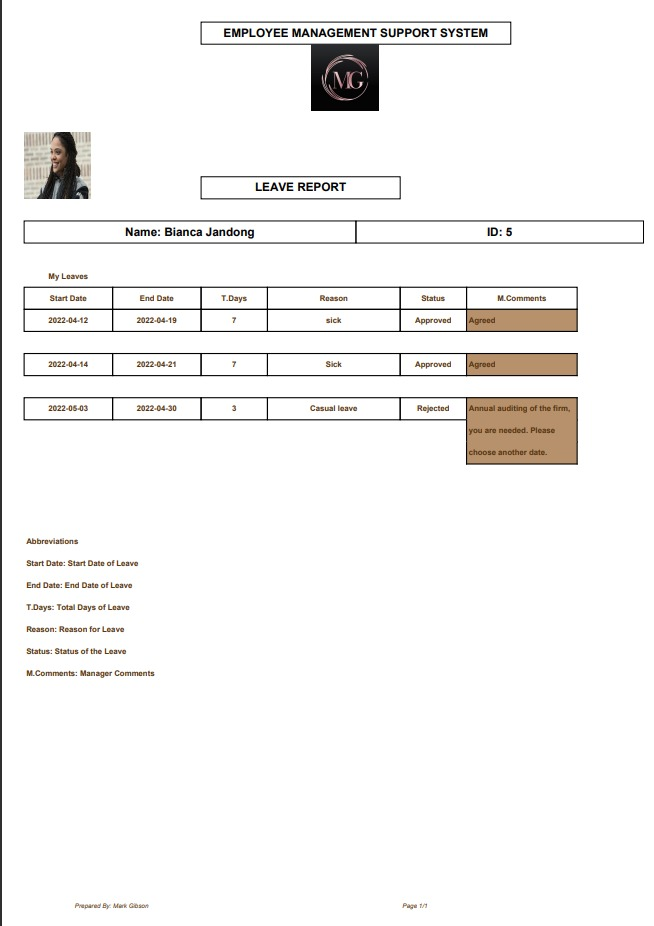 EMPLOYEE MANAGEMENT SUPPORT SYSTEM
MG
LEAVE REPORT
Name: Bianca Jandong ID: 5
My Leaves
Start Date End Date T.Days Reason Status M.Comments
2022-04-12 2022-04-19 7 sick Approved Agreed
2022-04-14 2022-04-21 7 Sick Approved Agreed
2022-05-03 2022-04-30 3 Casual leave Rejected Annual auditing of the firm,
you are needed. Please
choose another date.
Abbreviations
Start Date: Start Date of Leave
End Date: End Date of Leave
T.Days: Total Days of Leave
Reason: Reason for Leave
Status: Status of the Leave
M.Comments: Manager Comments
Prepared By: Mark Gibson Page 1/1